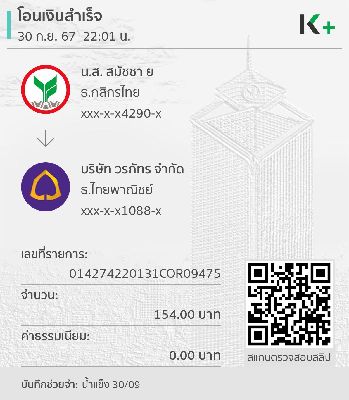 โอนเงินสำเร็จ
30 ก.ย. 67 22:01 น.
K+
น.ส. สมัชชา ย
ธ.กสิกรไทย
xxx-x-x4290-x
บริษัท วรภัทร จำกัด
ธ.ไทยพาณิชย์
xxx-x-x1088-x
เลขที่รายการ:
014274220131COR09475
จำนวน:
154.00 บาท
ค่าธรรมเนียม:
0.00 บาท
สแกนตรวจสอบสลิป
บันทึกช่วยจำ: น้ำแข็ง 30/09